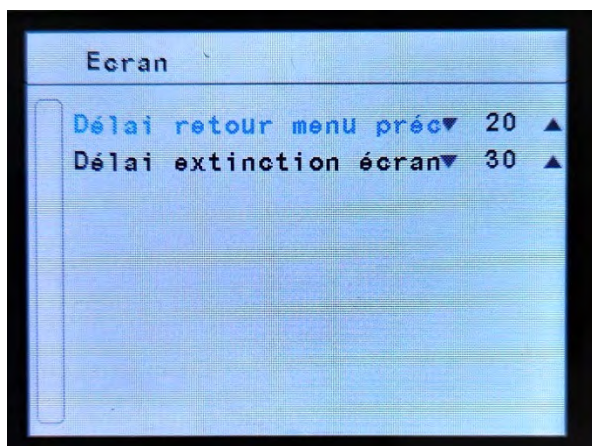 Ecran
Délai retour menu préc▼ 20 ▲
Délai extinction écran▼ 30 ▲